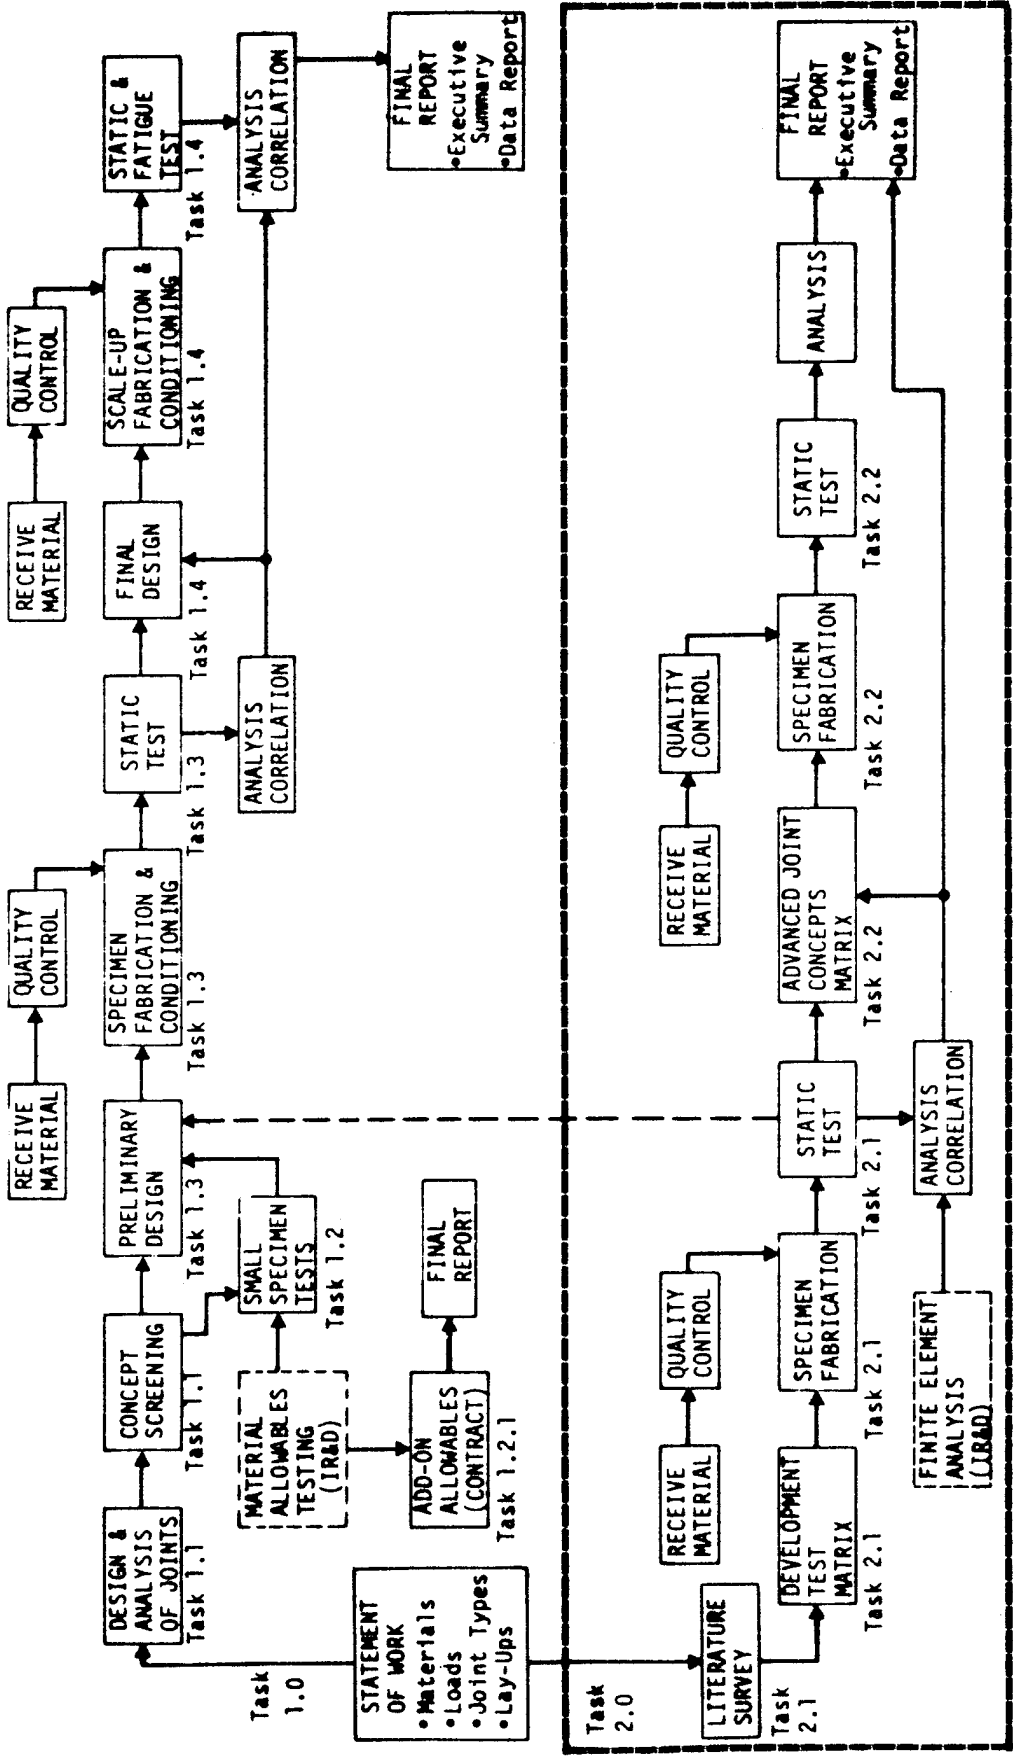 RECEIVE
MATERIAL
QUALITY
CONTROL
RECEIVE
MATERIAL
QUALITY
CONTROL
DESIGN &
ANALYSIS
OF JOINTS
Task 1.1
CONCEPT
SCREENING
Task 1.1
PRELIMINARY
DESIGN
Task 1.3
SPECIMEN
FABRICATION &
CONDITIONING
Task 1.3
STATIC
TEST
Task 1.3
FINAL
DESIGN
Task 1.4
SCALE-UP
FABRICATION &
CONDITIONING
Task 1.4
STATIC &
FATIGUE
TEST
Task 1.4
Task
1.0
MATERIAL
ALLOWABLES
TESTING
(IR&D)
SMALL
SPECIMEN
TESTS
Task 1.2
ANALYSIS
CORRELATION
ANALYSIS
CORRELATION
STATEMENT
OF WORK
•Materials
•Loads
•Joint Types
•Lay-Ups
ADD-ON
ALLOWABLES
(CONTRACT)
Task 1.2.1
FINAL
REPORT
FINAL
REPORT
•Executive
Summary
•Data Report
Task
2.0
LITERATURE
SURVEY
Task
2.1
RECEIVE
MATERIAL
QUALITY
CONTROL
RECEIVE
MATERIAL
QUALITY
CONTROL
DEVELOPMENT
TEST
MATRIX
Task 2.1
SPECIMEN
FABRICATION
Task 2.1
STATIC
TEST
Task 2.1
ADVANCED JOINT
CONCEPTS
MATRIX
Task 2.2
SPECIMEN
FABRICATION
Task 2.2
STATIC
TEST
Task 2.2
ANALYSIS
FINAL
REPORT
•Executive
Summary
•Data Report
FINITE ELEMENT
ANALYSIS
(IR&D)
ANALYSIS
CORRELATION